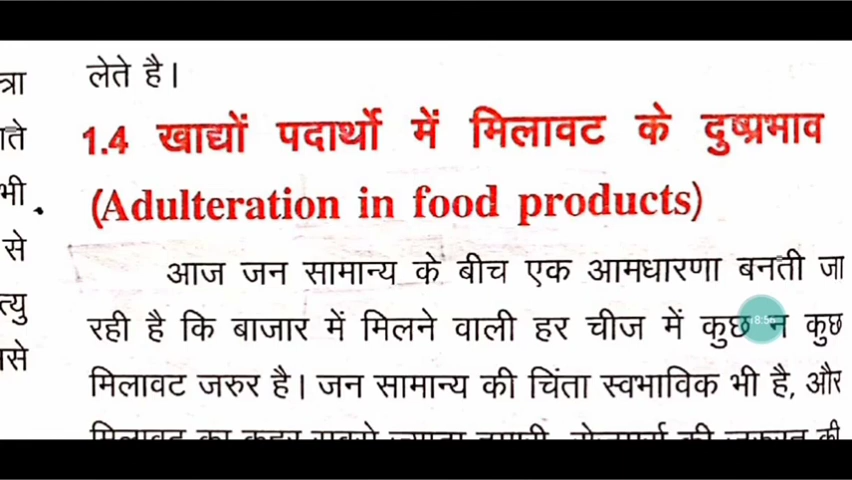 त्रा
ते
भी
से
त्यु
से
लेते है।
1.4 खाद्यों पदार्थो में मिलावट के दुष्प्रभाव
(Adulteration in food products)
आज जन सामान्य के बीच एक आमधारणा बनती जा
रही है कि बाजार में मिलने वाली हर चीज में कुछ न कुछ
मिलावट जरुर है। जन सामान्य की चिंता स्वभाविक भी है, और